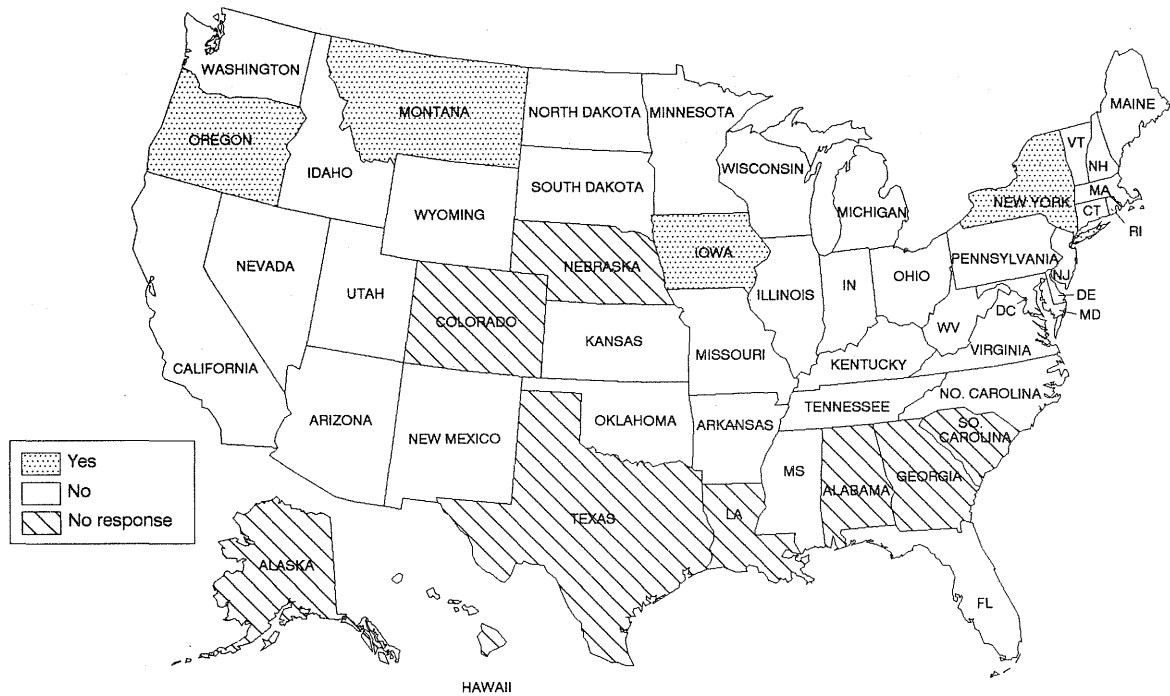 WASHINGTON
MONTANA
NORTH DAKOTA
MINNESOTA
MAINE
OREGON
IDAHO
SOUTH DAKOTA
WISCONSIN
VT
NH
WYOMING
MICHIGAN
NEW YORK
MA
CT
RI
NEVADA
NEBRASKA
IOWA
PENNSYLVANIA
NJ
UTAH
COLORADO
ILLINOIS
IN
OHIO
DE
DC
MD
WV
KANSAS
MISSOURI
KENTUCKY
VIRGINIA
CALIFORNIA
ARIZONA
NEW MEXICO
OKLAHOMA
ARKANSAS
TENNESSEE
NO. CAROLINA
SO.
CAROLINA
MS
ALABAMA
GEORGIA
TEXAS
LA
FL
Yes
No
No response
ALASKA
HAWAII